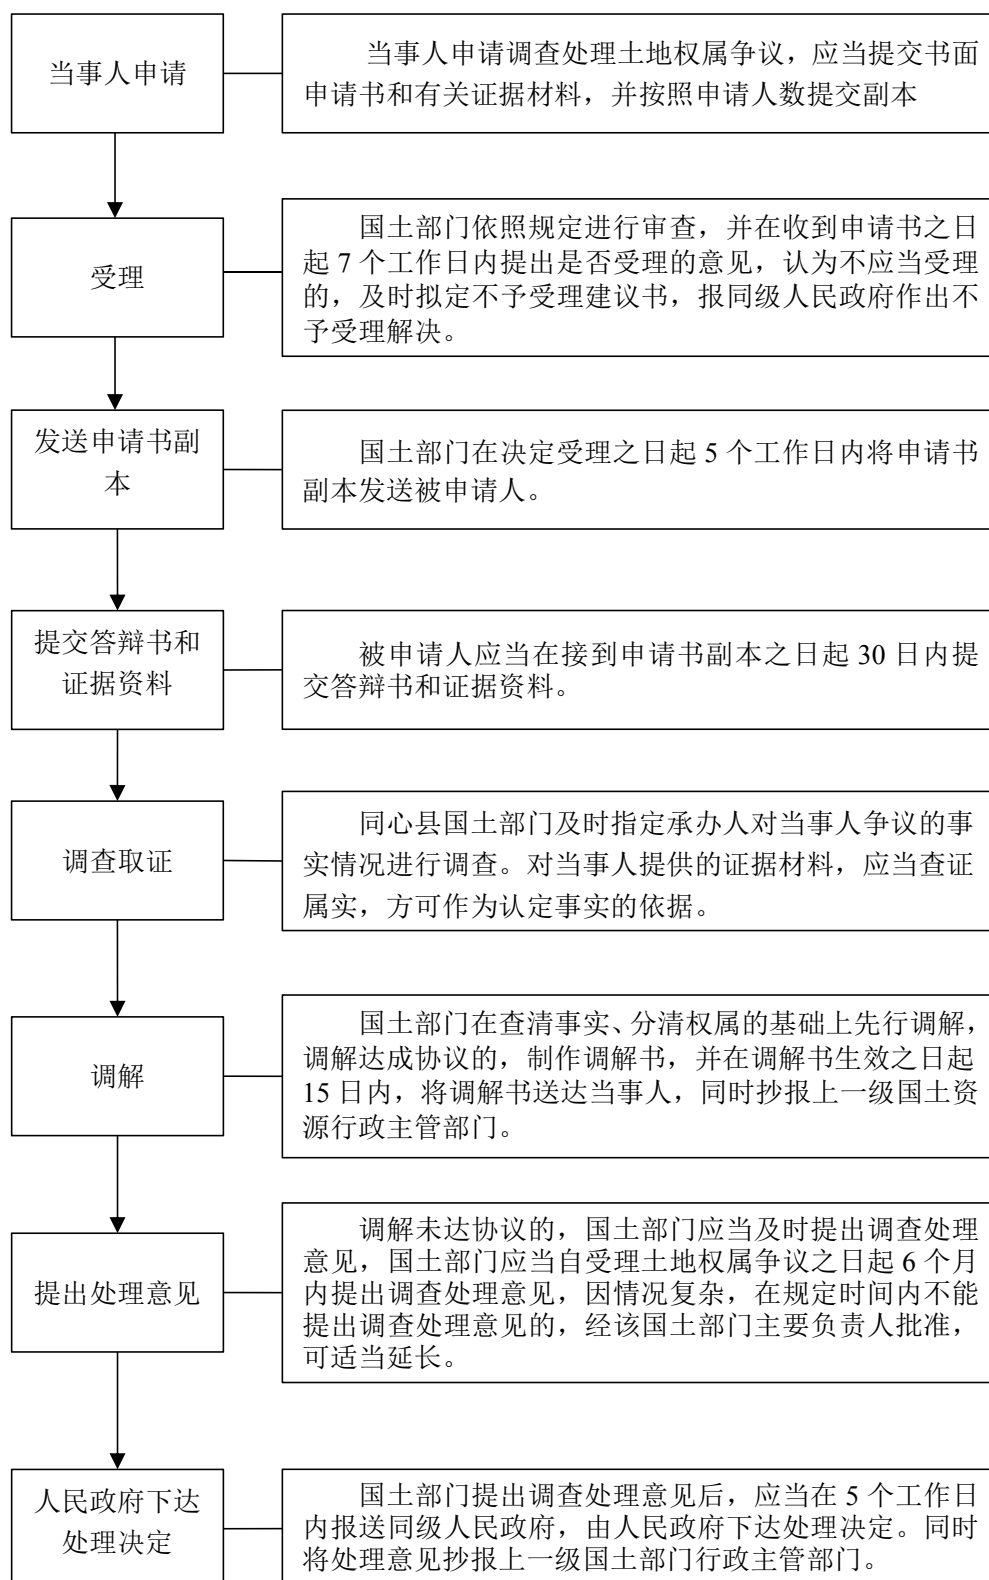 当事人申请
当事人申请调查处理土地权属争议，应当提交书面
申请书和有关证据材料，并按照申请人数提交副本
受理
国土部门依照规定进行审查，并在收到申请书之日
起 7 个工作日内提出是否受理的意见，认为不应当受理
的，及时拟定不予受理建议书，报同级人民政府作出不
予受理解决。
发送申请书副
本
国土部门在决定受理之日起 5 个工作日内将申请书
副本发送被申请人。
提交答辩书和
证据资料
被申请人应当在接到申请书副本之日起 30 日内提
交答辩书和证据资料。
调查取证
同心县国土部门及时指定承办人对当事人争议的事
实情况进行调查。对当事人提供的证据材料，应当查证
属实，方可作为认定事实的依据。
调解
国土部门在查清事实、分清权属的基础上先行调解，
调解达成协议的，制作调解书，并在调解书生效之日起
15 日内，将调解书送达当事人，同时抄报上一级国土资
源行政主管部门。
提出处理意见
调解未达协议的，国土部门应当及时提出调查处理
意见，国土部门应当自受理土地权属争议之日起 6 个月
内提出调查处理意见，因情况复杂，在规定时间内不能
提出调查处理意见的，经该国土部门主要负责人批准，
可适当延长。
人民政府下达
处理决定
国土部门提出调查处理意见后，应当在 5 个工作日
内报送同级人民政府，由人民政府下达处理决定。同时
将处理意见抄报上一级国土部门行政主管部门。